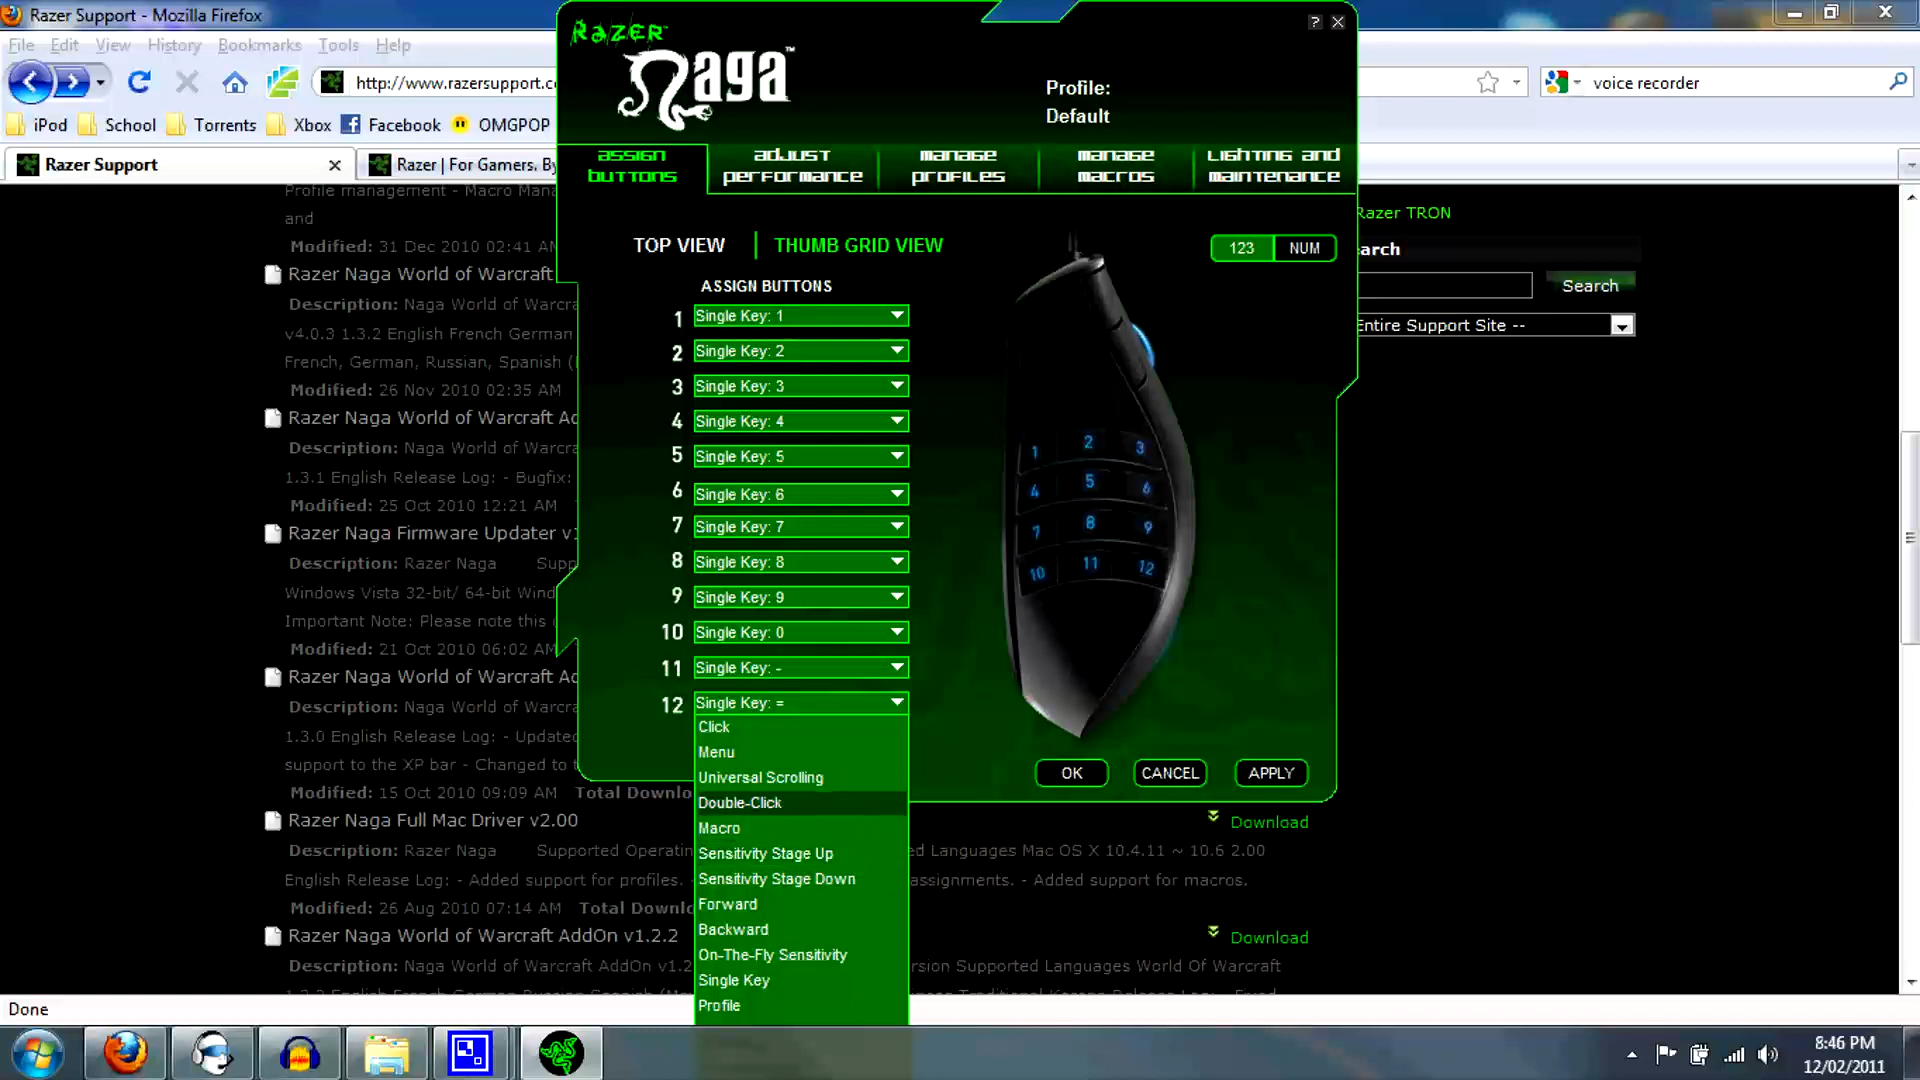 Razer Support - Mozilla Firefox
File Edit View History Bookmarks Tools Help
http://www.razersupport.c
voice recorder
iPod School Torrents Xbox Facebook OMGPOP
Razer Support
Razer | For Gamers. By
RAZER
naga™
Profile:
Default
? X
assign buttons
adjust performance
manage profiles
manage macros
Lighting and maintenance
TOP VIEW | THUMB GRID VIEW
123 NUM
ASSIGN BUTTONS
1 Single Key: 1
2 Single Key: 2
3 Single Key: 3
4 Single Key: 4
5 Single Key: 5
6 Single Key: 6
7 Single Key: 7
8 Single Key: 8
9 Single Key: 9
10 Single Key: 0
11 Single Key: -
12 Single Key: =
Click
Menu
Universal Scrolling
Double-Click
Macro
Sensitivity Stage Up
Sensitivity Stage Down
Forward
Backward
On-The-Fly Sensitivity
Single Key
Profile
1 2 3
4 5 6
7 8 9
10 11 12
OK CANCEL APPLY
Profile management - Macro Mana
and
Modified: 31 Dec 2010 02:41 AM
Razer Naga World of Warcraft
Description: Naga World of Warcra
v4.0.3 1.3.2 English French German
French, German, Russian, Spanish (
Modified: 26 Nov 2010 02:35 AM
Razer Naga World of Warcraft Ad
Description: Naga World of Warcra
1.3.1 English Release Log: - Bugfix:
Modified: 25 Oct 2010 12:21 AM
Razer Naga Firmware Updater v1
Description: Razer Naga Supp
Windows Vista 32-bit/ 64-bit Wind
Important Note: Please note this
Modified: 21 Oct 2010 06:02 AM
Razer Naga World of Warcraft Ad
Description: Naga World of Warcra
1.3.0 English Release Log: - Updated
support to the XP bar - Changed to t
Modified: 15 Oct 2010 09:09 AM Total Downlo
Razer Naga Full Mac Driver v2.00
Download
Description: Razer Naga Supported Operatin
ed Languages Mac OS X 10.4.11 ~ 10.6 2.00
English Release Log: - Added support for profiles. -
assignments. - Added support for macros.
Modified: 26 Aug 2010 07:14 AM Total Downlo
Razer Naga World of Warcraft AddOn v1.2.2
Download
Description: Naga World of Warcraft AddOn v1.2
rsion Supported Languages World Of Warcraft
Razer TRON
arch
Search
Entire Support Site --
Done
8:46 PM
12/02/2011